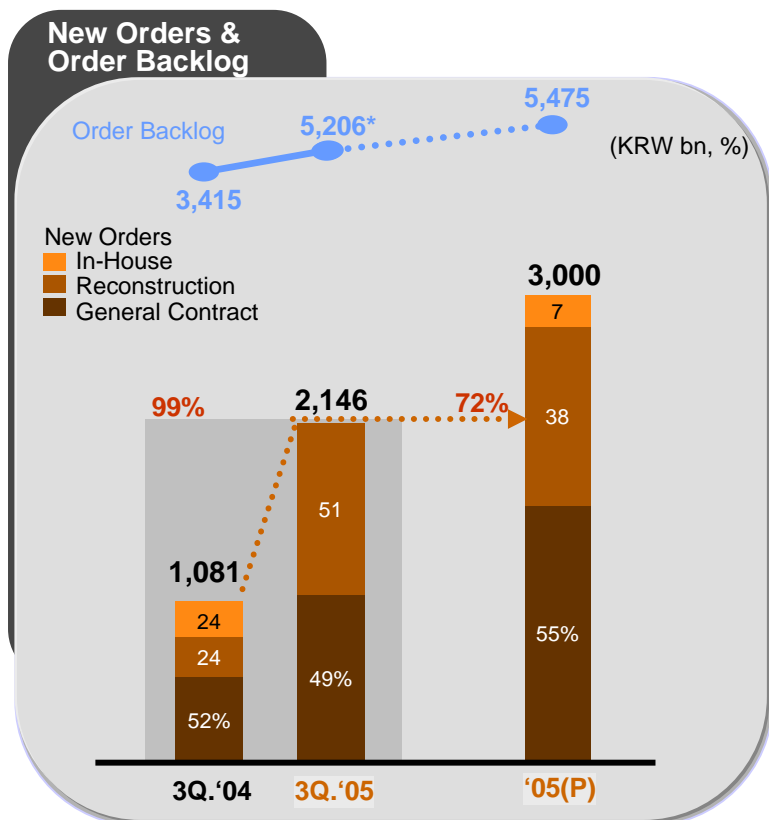 New Orders &
Order Backlog
5,475
Order Backlog
5,206*
(KRW bn, %)
3,415
New Orders
In-House
Reconstruction
General Contract
3,000
7
99%
2,146
72%
38
51
1,081
24
24
55%
49%
52%
3Q.‘04
3Q.‘05
‘05(P)